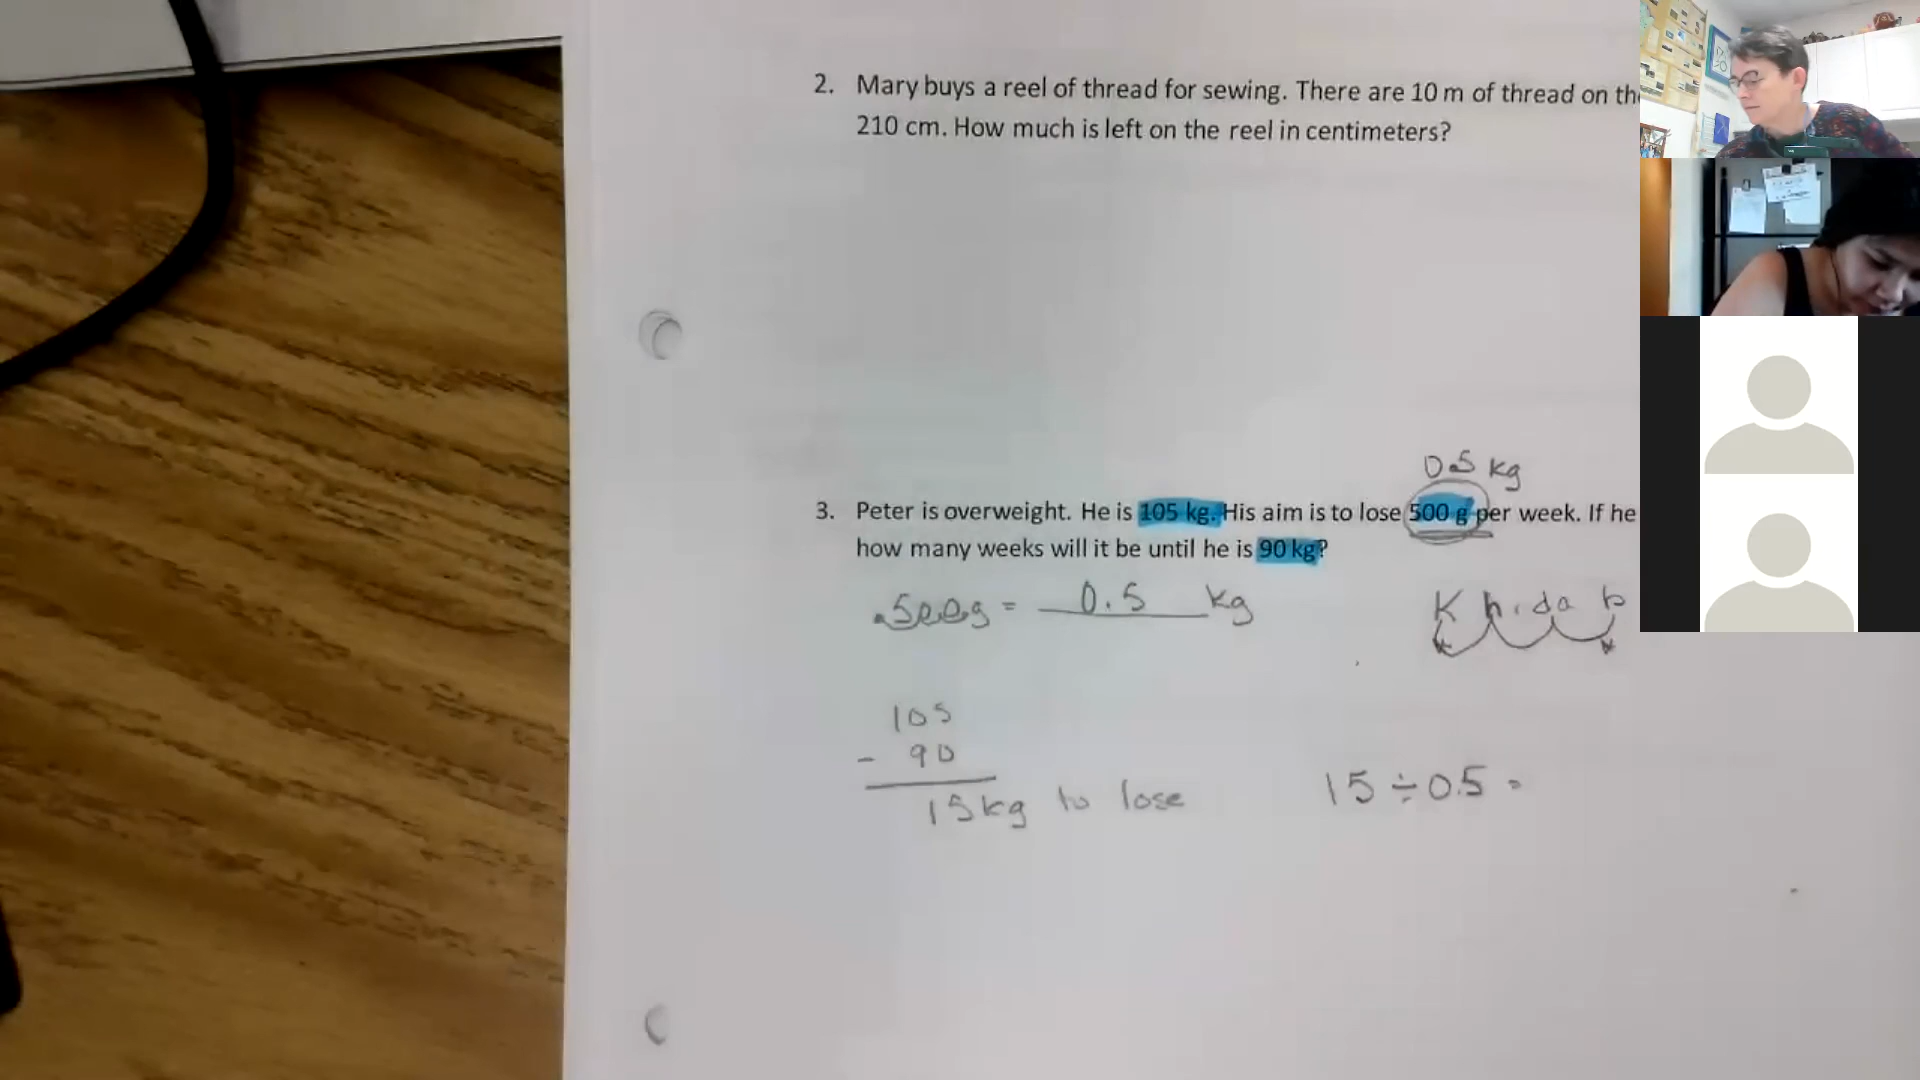 2. Mary buys a reel of thread for sewing. There are 10 m of thread on
210 cm. How much is left on the reel in centimeters?
0.5 kg
3. Peter is overweight. He is 105 kg. His aim is to lose 500 g per week. If he
how many weeks will it be until he is 90 kg?
.500g = 0.5 kg
K h. da b
105
- 90
15kg to lose
15 ÷ 0.5 =